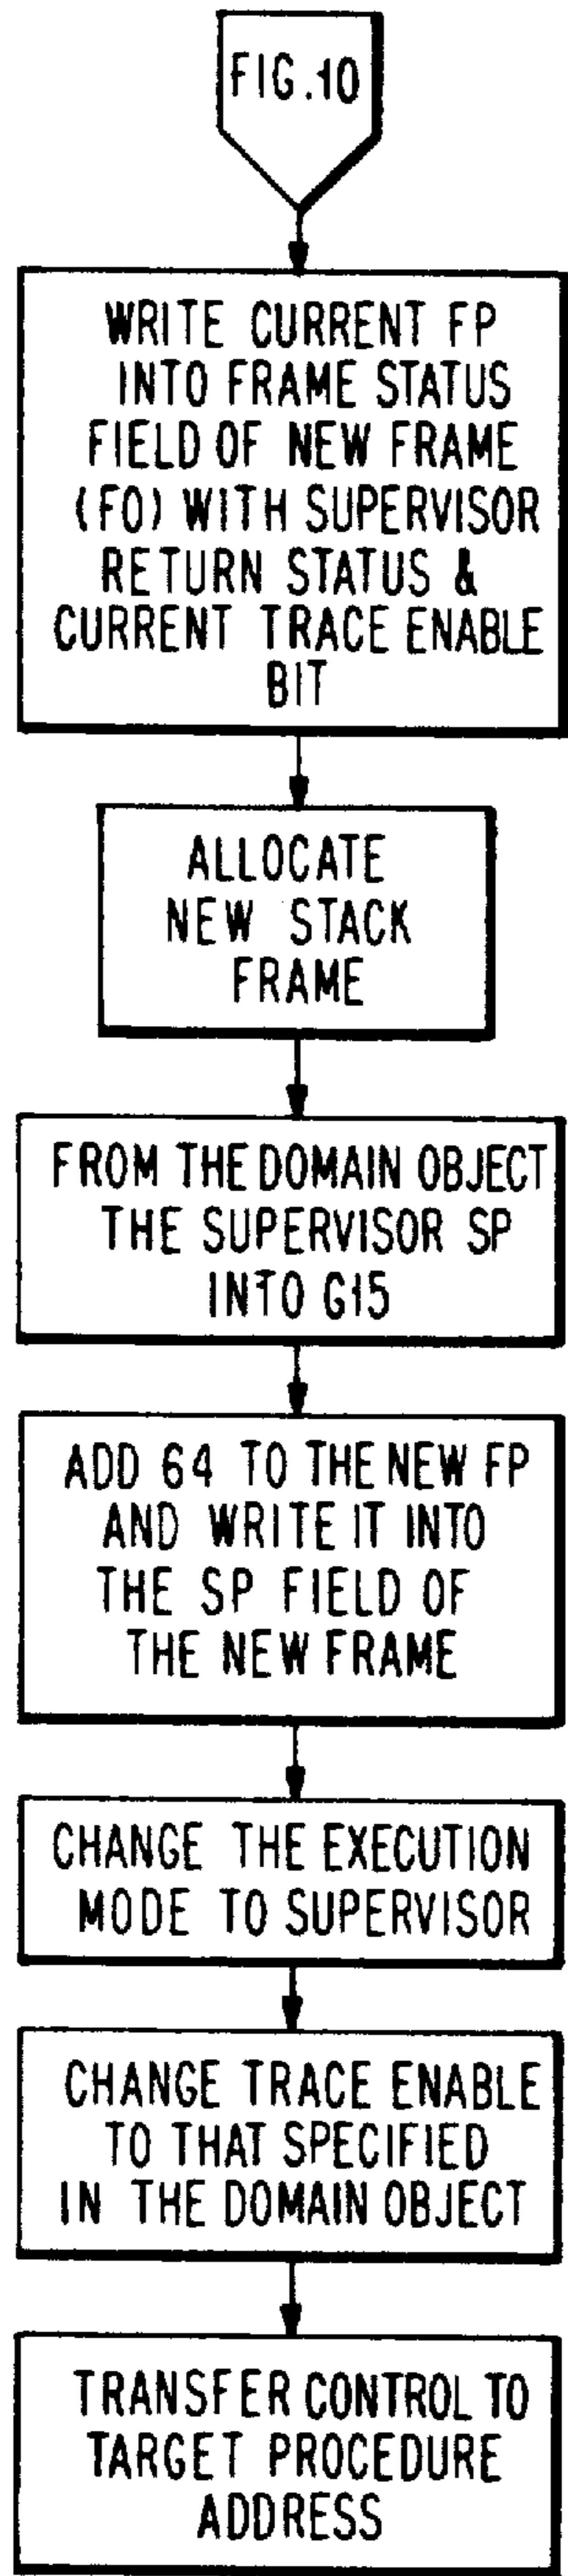 FIG.10
WRITE CURRENT FP
INTO FRAME STATUS
FIELD OF NEW FRAME
(FO) WITH SUPERVISOR
RETURN STATUS &
CURRENT TRACE ENABLE
BIT
ALLOCATE
NEW STACK
FRAME
FROM THE DOMAIN OBJECT
THE SUPERVISOR SP
INTO G15
ADD 64 TO THE NEW FP
AND WRITE IT INTO
THE SP FIELD OF
THE NEW FRAME
CHANGE THE EXECUTION
MODE TO SUPERVISOR
CHANGE TRACE ENABLE
TO THAT SPECIFIED
IN THE DOMAIN OBJECT
TRANSFER CONTROL TO
TARGET PROCEDURE
ADDRESS